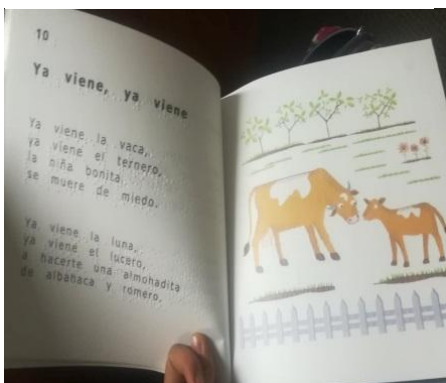 10
Ya viene, ya viene
Ya viene la vaca,
ya viene el ternero,
la niña bonita
se muere de miedo.
Ya viene la luna,
ya viene el lucero,
a hacerte una almohadita
de albahaca y romero.